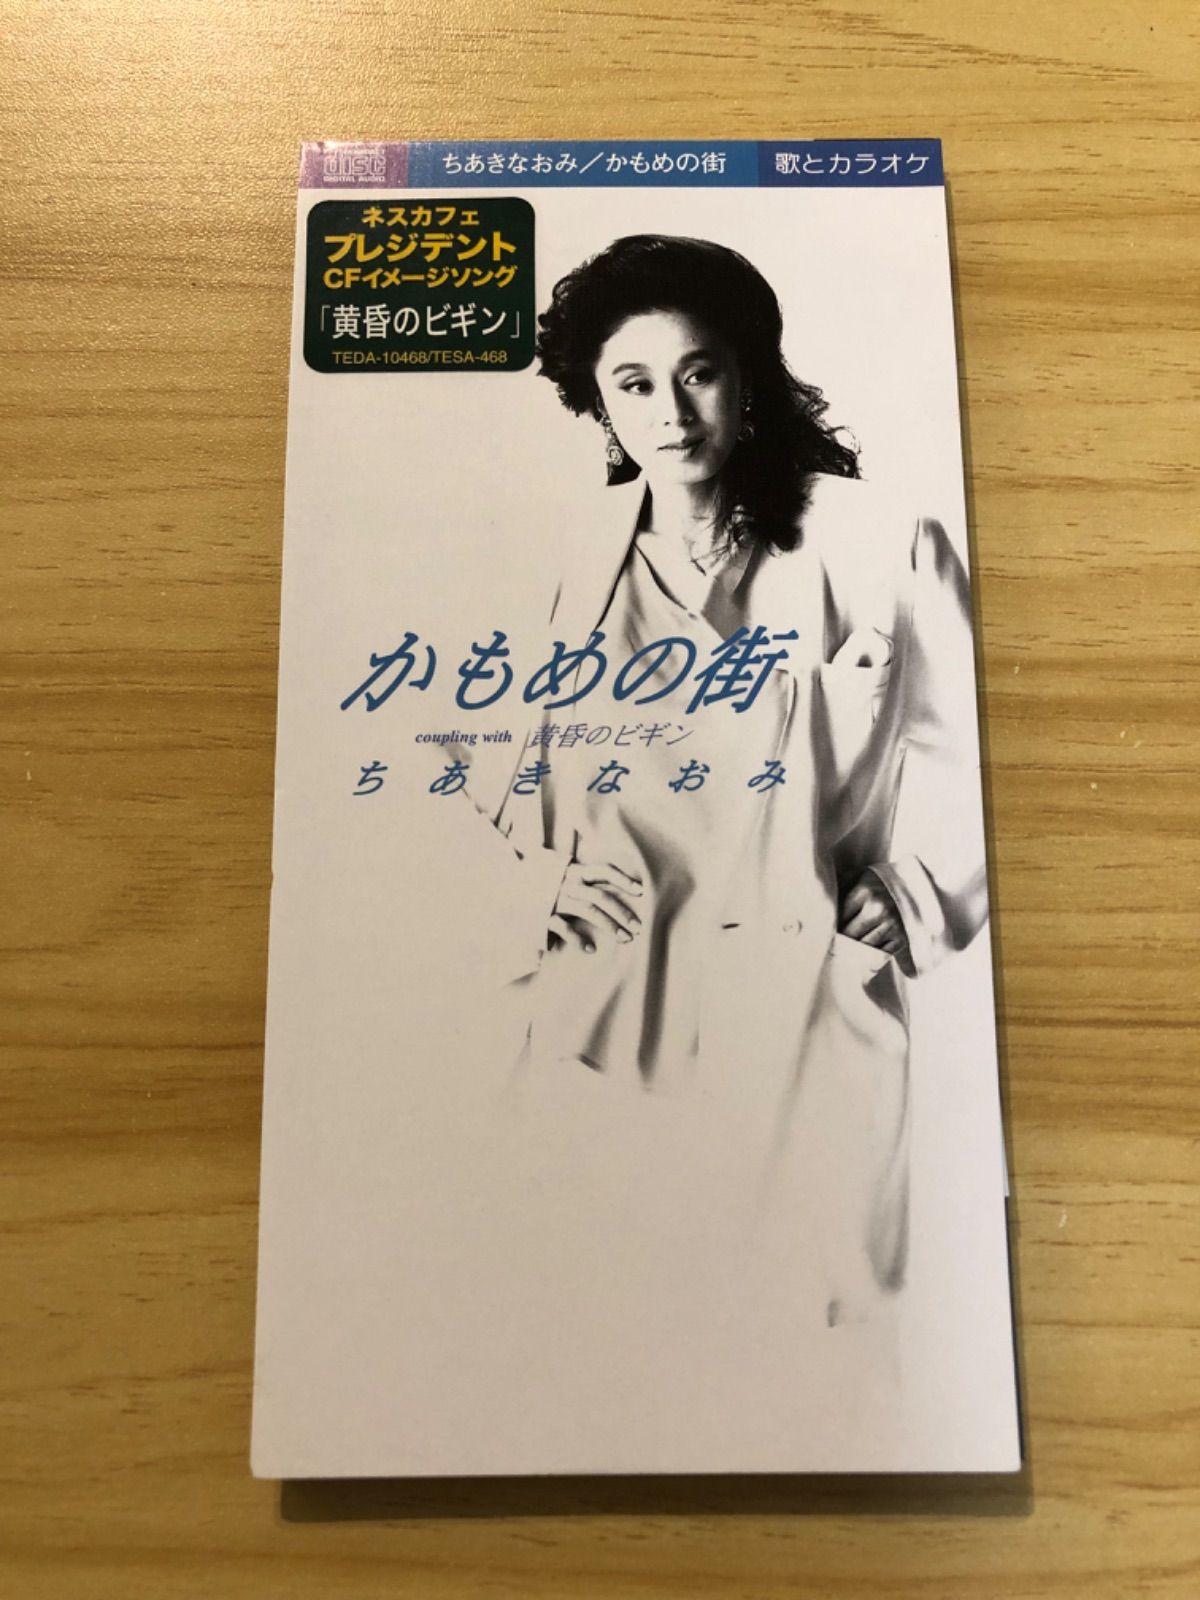 disc
DIGITAL AUDIO
ちあきなおみ／かもめの街
歌とカラオケ
ネスカフェ
プレジデント
CFイメージソング
「黄昏のビギン」
TEDA-10468/TESA-468
かもめの街
coupling with 黄昏のビギン
ちあきなおみ